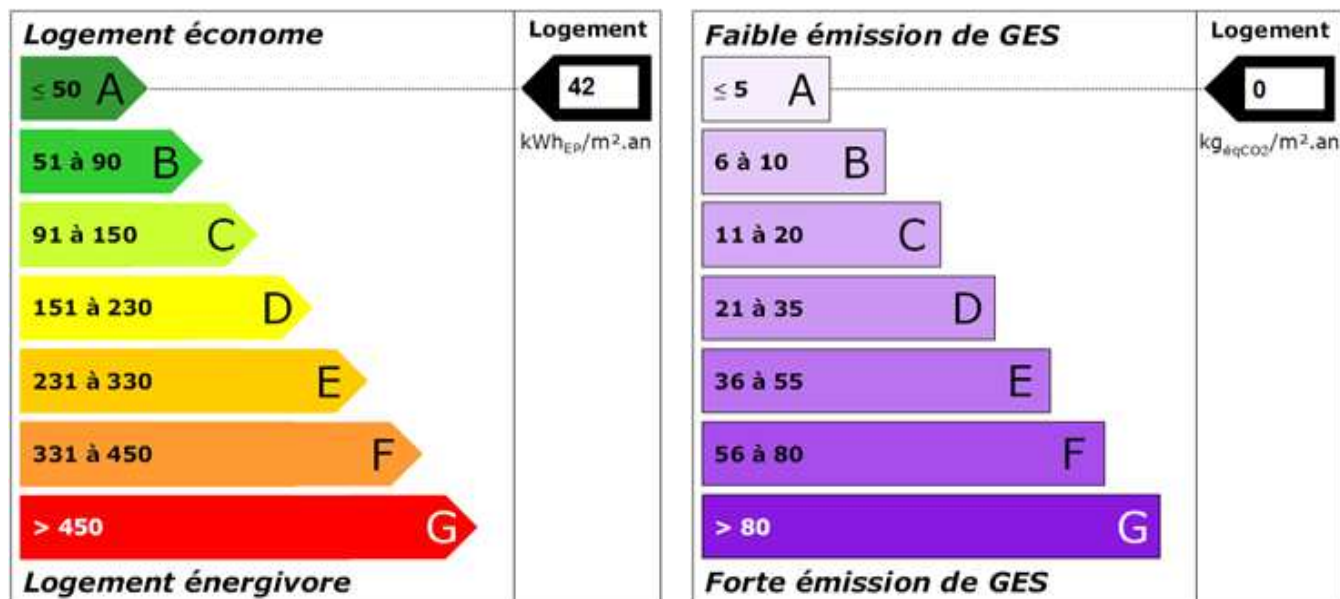 Logement économe
Logement
≤ 50 A
42
kWhEP/m².an
51 à 90 B
91 à 150 C
151 à 230 D
231 à 330 E
331 à 450 F
> 450 G
Logement énergivore
Faible émission de GES
Logement
≤ 5 A
0
kgéqCO2/m².an
6 à 10 B
11 à 20 C
21 à 35 D
36 à 55 E
56 à 80 F
> 80 G
Forte émission de GES